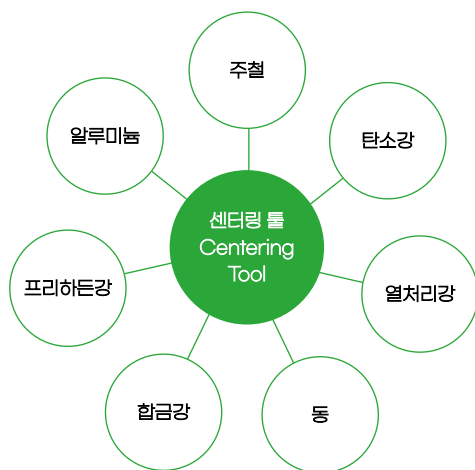 주철
알루미늄
탄소강
센터링 툴
Centering
Tool
프리하든강
열처리강
합금강
동